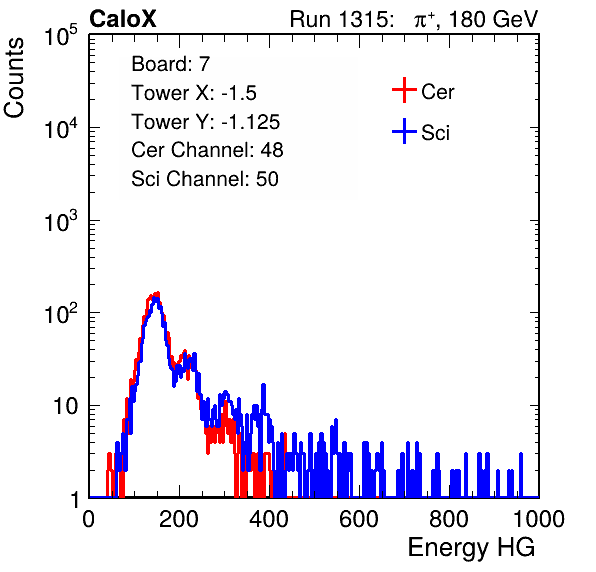 CaloX Run 1315: π⁺, 180 GeV
Board: 7
Tower X: -1.5
Tower Y: -1.125
Cer Channel: 48
Sci Channel: 50
Cer
Sci
Counts
10⁵
10⁴
10³
10²
10
1
0 200 400 600 800 1000
Energy HG